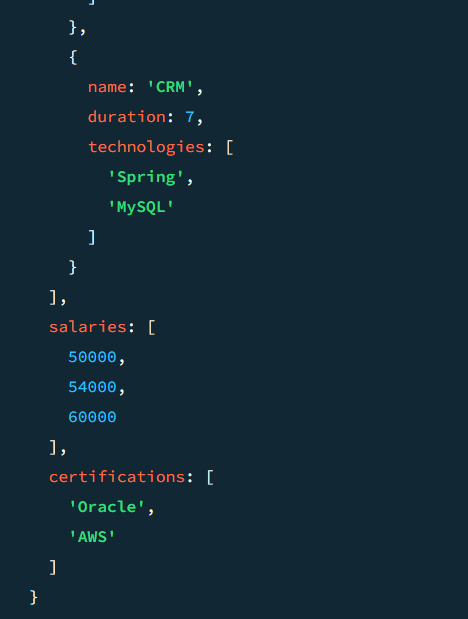 ]
},
{
name: 'CRM',
duration: 7,
technologies: [
'Spring',
'MySQL'
]
}
],
salaries: [
50000,
54000,
60000
],
certifications: [
'Oracle',
'AWS'
]
}